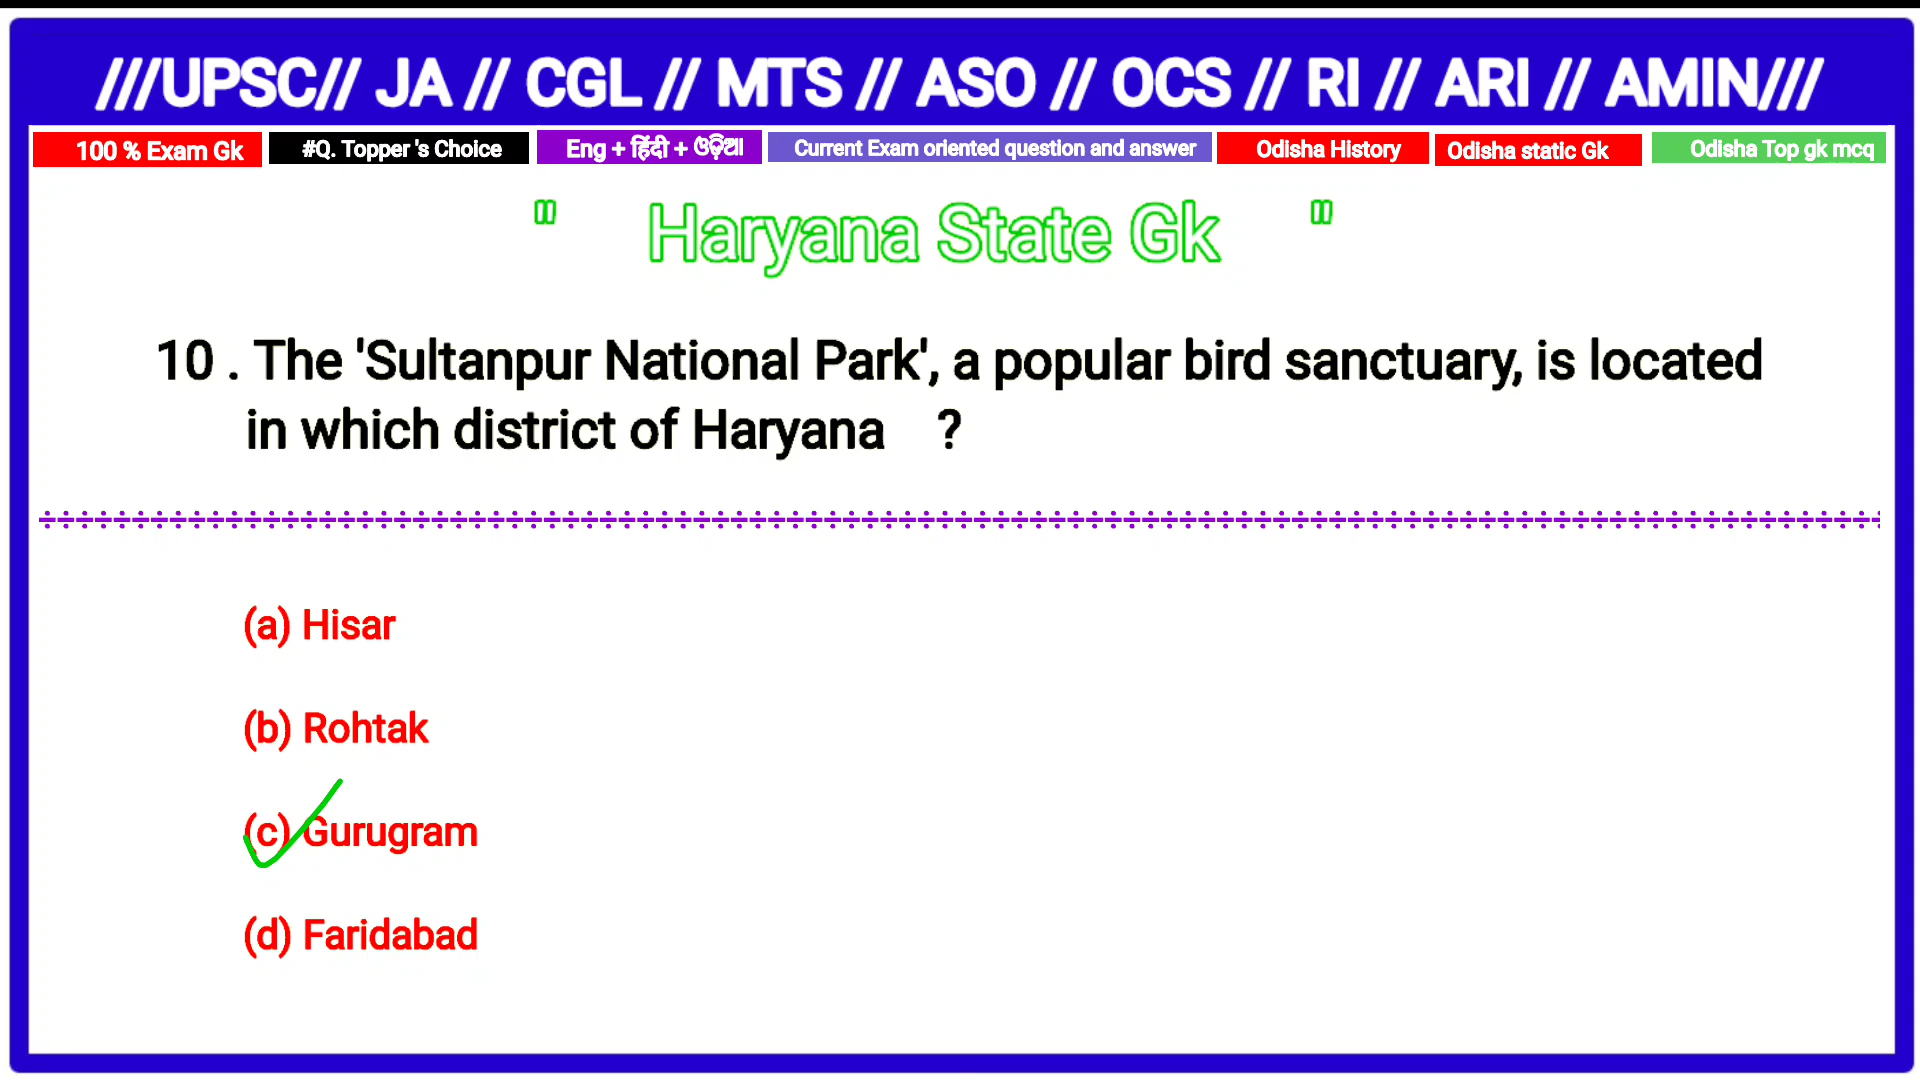 ///UPSC// JA // CGL // MTS // ASO // OCS // RI // ARI // AMIN///
100 % Exam Gk #Q. Topper 's Choice Eng + हिंदी + ଓଡ଼ିଆ Current Exam oriented question and answer Odisha History Odisha static Gk Odisha Top gk mcq
" Haryana State Gk "
10 . The 'Sultanpur National Park', a popular bird sanctuary, is located
in which district of Haryana ?
(a) Hisar
(b) Rohtak
(c) Gurugram
(d) Faridabad